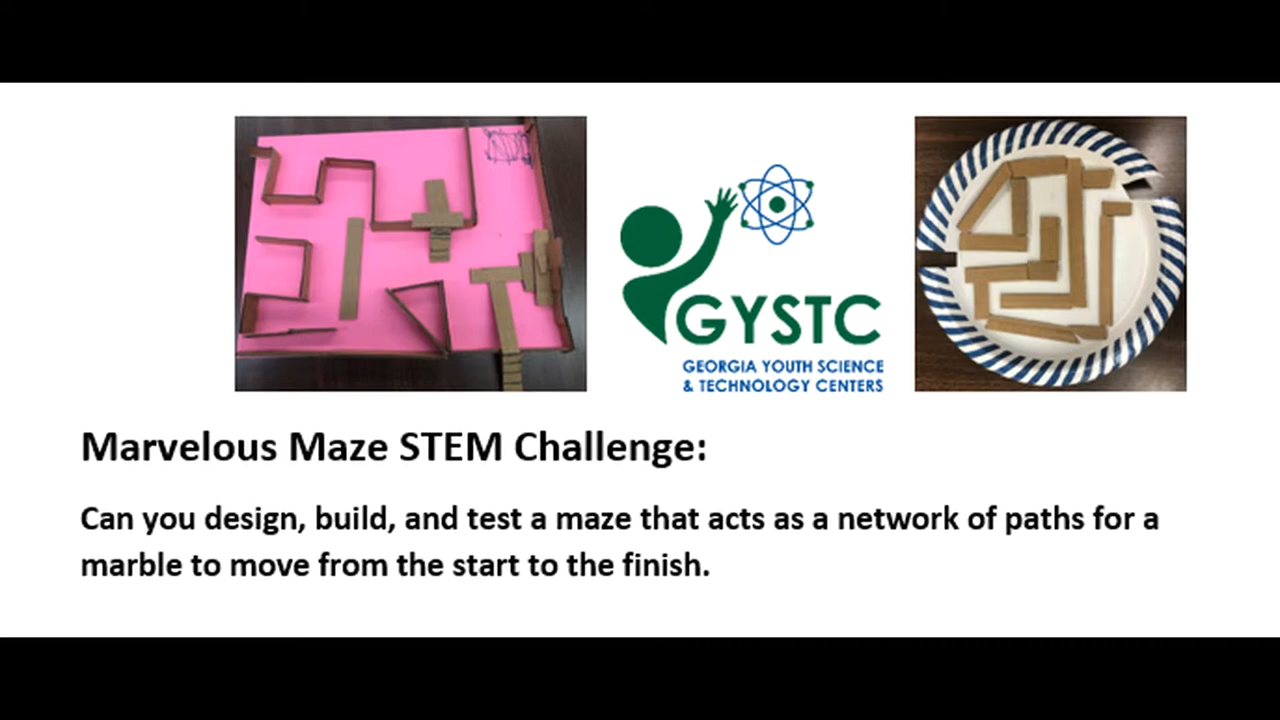 GYSTC
GEORGIA YOUTH SCIENCE
& TECHNOLOGY CENTERS
Marvelous Maze STEM Challenge:
Can you design, build, and test a maze that acts as a network of paths for a
marble to move from the start to the finish.